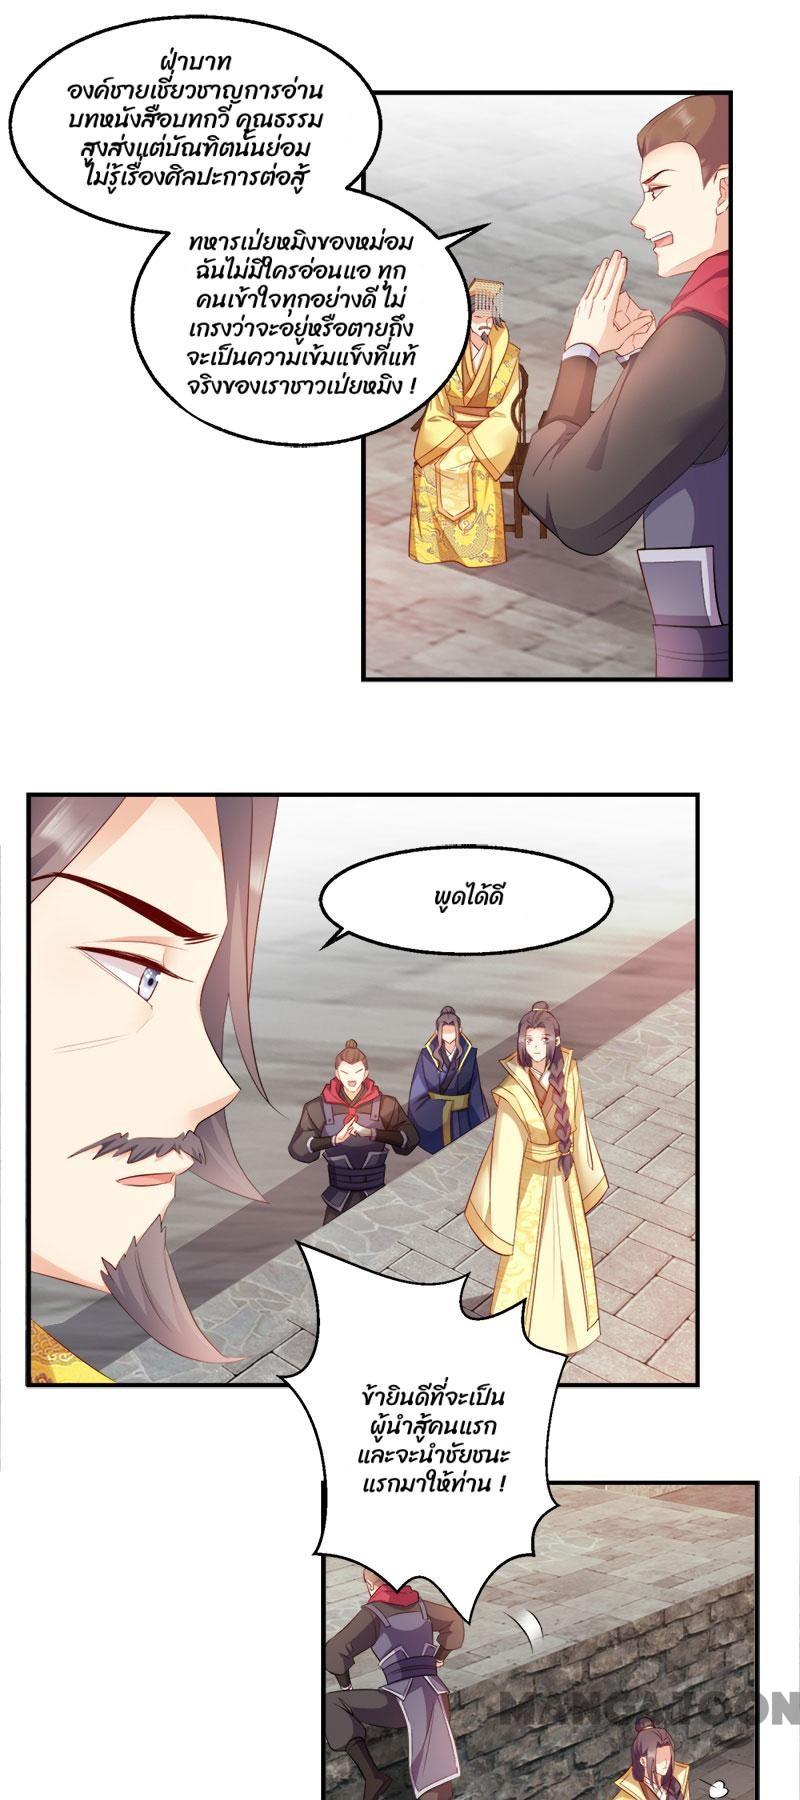 ฝ่าบาท
องค์ชายเชี่ยวชาญการอ่าน
บทหนังสือบทกวี คุณธรรม
สูงส่งแต่บัณฑิตนั้นย่อม
ไม่รู้เรื่องศิลปะการต่อสู้
ทหารเป่ยหมิงของหม่อม
ฉันไม่มีใครอ่อนแอ ทุก
คนเข้าใจทุกอย่างดี ไม่
เกรงว่าจะอยู่หรือตายถึง
จะเป็นความเข้มแข็งที่แท้
จริงของเราชาวเป่ยหมิง !
พูดได้ดี
ข้ายินดีที่จะเป็น
ผู้นำสู้คนแรก
และจะนำชัยชนะ
แรกมาให้ท่าน !
MANGATOON